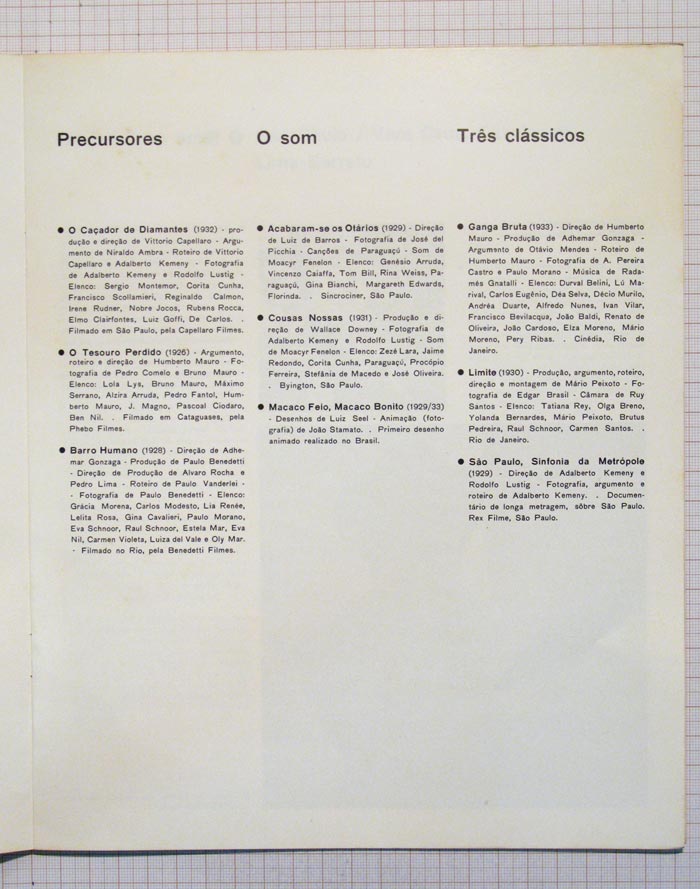 Precursores
● O Caçador de Diamantes (1932) - pro-
dução e direção de Vittorio Capellaro - Argu-
mento de Niraldo Ambra - Roteiro de Vittorio
Capellaro e Adalberto Kemeny - Fotografia
de Adalberto Kemeny e Rodolfo Lustig -
Elenco: Sergio Montemor, Corita Cunha,
Francisco Scollamieri, Reginaldo Calmon,
Irene Rudner, Nobre Jocos, Rubens Rocca,
Elmo Clairfontes, Luiz Goffi, De Carlos. .
Filmado em São Paulo, pela Capellaro Filmes.
● O Tesouro Perdido (1926) - Argumento,
roteiro e direção de Humberto Mauro - Fo-
tografia de Pedro Comelo e Bruno Mauro -
Elenco: Lola Lys, Bruno Mauro, Máximo
Serrano, Alzira Arruda, Pedro Fantol, Hum-
berto Mauro, J. Magno, Pascoal Ciodaro,
Ben Nil. . Filmado em Cataguases, pela
Phebo Filmes.
● Barro Humano (1928) - Direção de Adhe-
mar Gonzaga - Produção de Paulo Benedetti
- Direção de Produção de Alvaro Rocha e
Pedro Lima - Roteiro de Paulo Vanderlei -
- Fotografia de Paulo Benedetti - Elenco:
Grácia Morena, Carlos Modesto, Lia Renée,
Lelita Rosa, Gina Cavalieri, Paulo Morano,
Eva Schnoor, Raul Schnoor, Estela Mar, Eva
Nil, Carmen Violeta, Luiza del Vale e Oly Mar.
- Filmado no Rio, pela Benedetti Filmes.
O som
● Acabaram-se os Otários (1929) - Direção
de Luiz de Barros - Fotografia de José del
Picchia - Canções de Paraguaçú - Som de
Moacyr Fenelon - Elenco: Genésio Arruda,
Vincenzo Caiaffa, Tom Bill, Rina Weiss, Pa-
raguaçú, Gina Bianchi, Margareth Edwards,
Florinda. . Sincrociner, São Paulo.
● Cousas Nossas (1931) - Produção e di-
reção de Wallace Downey - Fotografia de
Adalberto Kemeny e Rodolfo Lustig - Som
de Moacyr Fenelon - Elenco: Zezé Lara, Jaime
Redondo, Corita Cunha, Paraguaçú, Procópio
Ferreira, Stefânia de Macedo e José Oliveira.
. Byington, São Paulo.
● Macaco Feio, Macaco Bonito (1929/33)
- Desenhos de Luiz Seel - Animação (foto-
grafia) de João Stamato. . Primeiro desenho
animado realizado no Brasil.
Três clássicos
● Ganga Bruta (1933) - Direção de Humberto
Mauro - Produção de Adhemar Gonzaga -
Argumento de Otávio Mendes - Roteiro de
Humberto Mauro - Fotografia de A. Pereira
Castro e Paulo Morano - Música de Rada-
més Gnatalli - Elenco: Durval Belini, Lú Ma-
rival, Carlos Eugênio, Déa Selva, Décio Murilo,
Andréa Duarte, Alfredo Nunes, Ivan Vilar,
Francisco Bevilacqua, João Baldi, Renato de
Oliveira, João Cardoso, Elza Moreno, Mário
Moreno, Pery Ribas. . Cinédia, Rio de
Janeiro.
● Limite (1930) - Produção, argumento, roteiro,
direção e montagem de Mário Peixoto - Fo-
tografia de Edgar Brasil - Câmara de Ruy
Santos - Elenco: Tatiana Rey, Olga Breno,
Yolanda Bernardes, Mário Peixoto, Brutus
Pedreira, Raul Schnoor, Carmen Santos. .
Rio de Janeiro.
● São Paulo, Sinfonia da Metrópole
(1929) - Direção de Adalberto Kemeny e
Rodolfo Lustig - Fotografia, argumento e
roteiro de Adalberto Kemeny. . Documen-
tário de longa metragem, sôbre São Paulo.
Rex Filme, São Paulo.